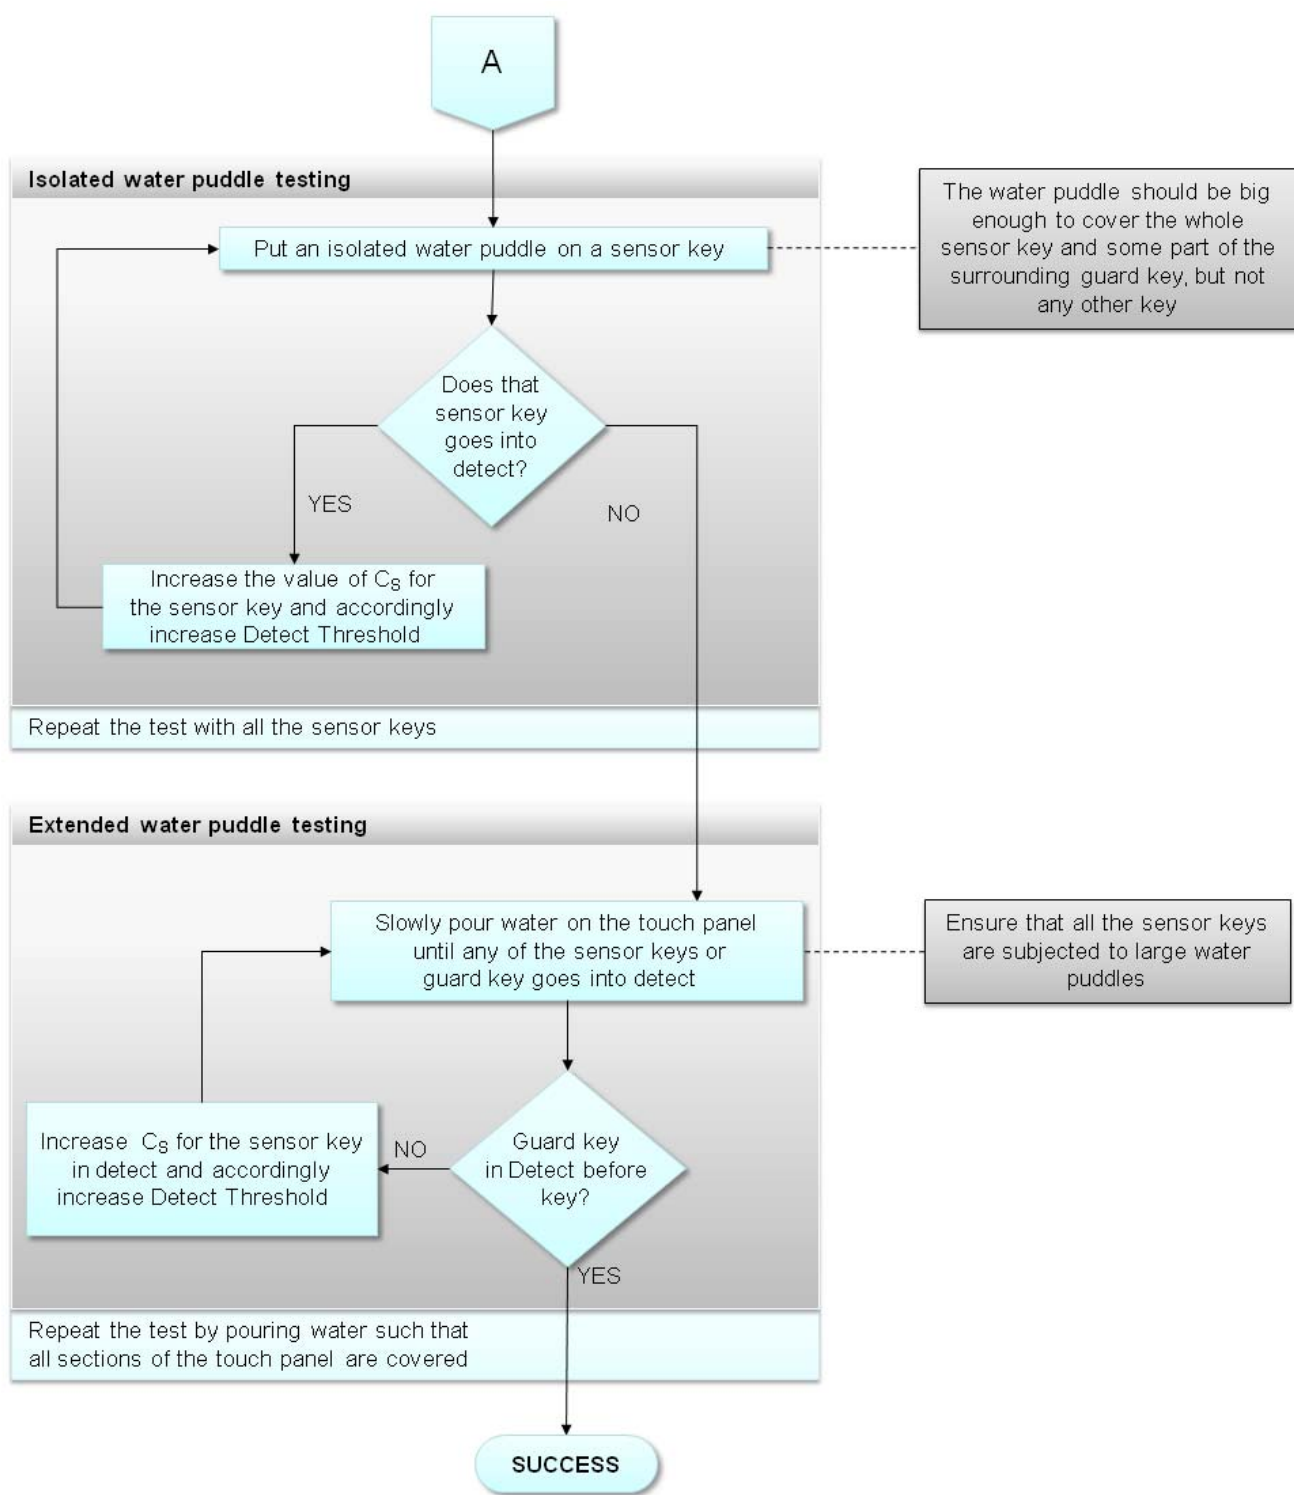 A
Isolated water puddle testing
Put an isolated water puddle on a sensor key
The water puddle should be big
enough to cover the whole
sensor key and some part of the
surrounding guard key, but not
any other key
Does that
sensor key
goes into
detect?
YES
NO
Increase the value of CS for
the sensor key and accordingly
increase Detect Threshold
Repeat the test with all the sensor keys
Extended water puddle testing
Slowly pour water on the touch panel
until any of the sensor keys or
guard key goes into detect
Ensure that all the sensor keys
are subjected to large water
puddles
Increase CS for the sensor key
in detect and accordingly
increase Detect Threshold
NO
Guard key
in Detect before
key?
YES
Repeat the test by pouring water such that
all sections of the touch panel are covered
SUCCESS